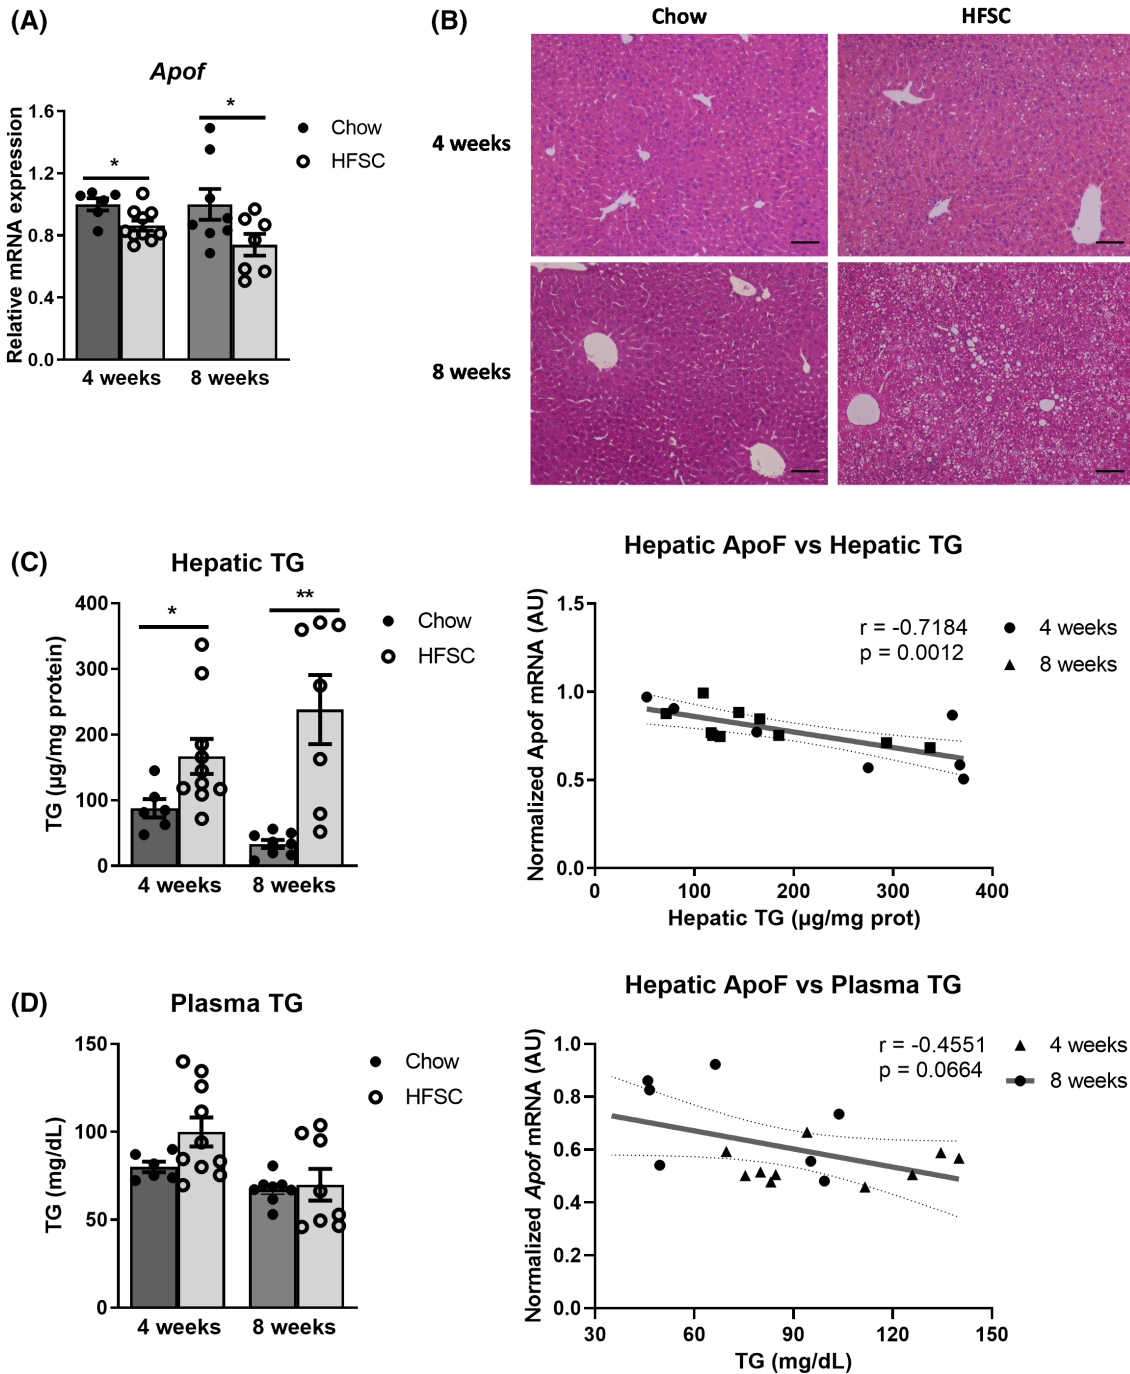 (A)
Apof
Relative mRNA expression
1.6
1.2
0.8
0.4
0.0
*
*
Chow
HFSC
4 weeks
8 weeks
(B)
Chow
HFSC
4 weeks
8 weeks
(C)
Hepatic TG
TG (µg/mg protein)
400
300
200
100
0
*
**
Chow
HFSC
4 weeks
8 weeks
Hepatic ApoF vs Hepatic TG
Normalized Apof mRNA (AU)
1.5
1.0
0.5
0.0
r = -0.7184
p = 0.0012
4 weeks
8 weeks
0
100
200
300
400
Hepatic TG (µg/mg prot)
(D)
Plasma TG
TG (mg/dL)
150
100
50
0
Chow
HFSC
4 weeks
8 weeks
Hepatic ApoF vs Plasma TG
Normalized Apof mRNA (AU)
1.0
0.8
0.6
0.4
0.2
0.0
r = -0.4551
p = 0.0664
4 weeks
8 weeks
30
60
90
120
150
TG (mg/dL)